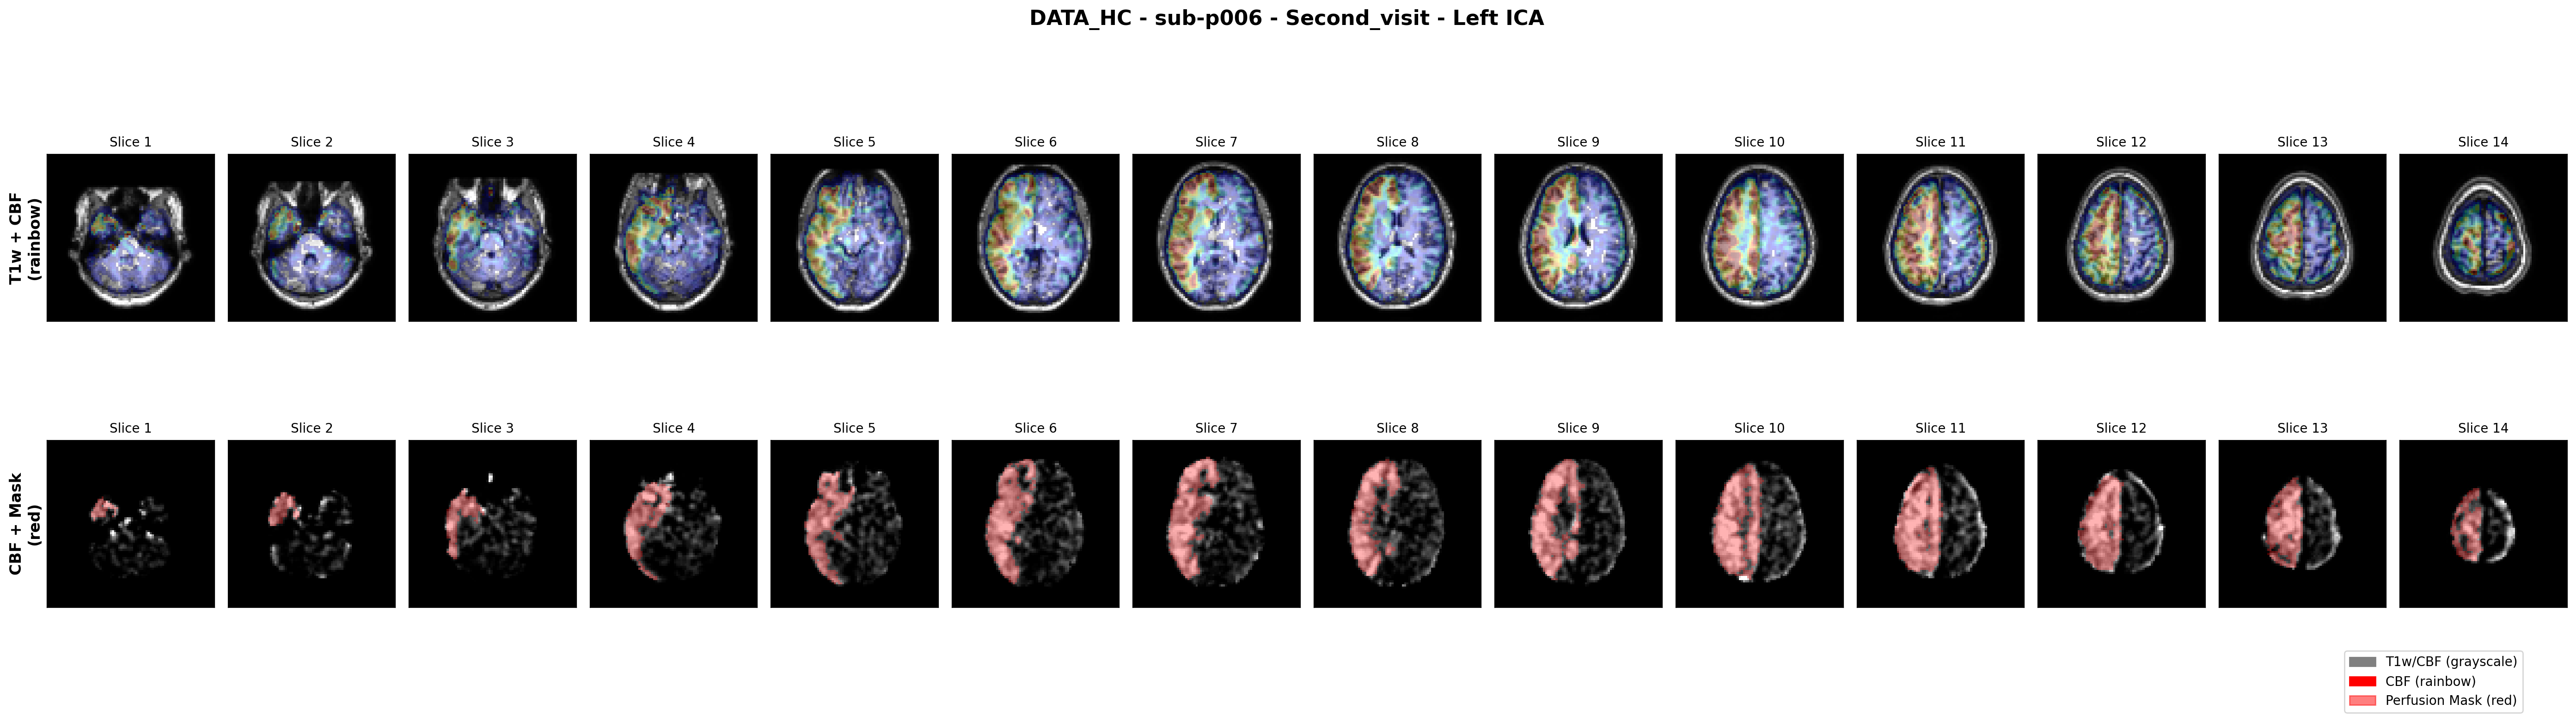 DATA_HC - sub-p006 - Second_visit - Left ICA
T1w + CBF
(rainbow)
Slice 1 Slice 2 Slice 3 Slice 4 Slice 5 Slice 6 Slice 7 Slice 8 Slice 9 Slice 10 Slice 11 Slice 12 Slice 13 Slice 14
CBF + Mask
(red)
Slice 1 Slice 2 Slice 3 Slice 4 Slice 5 Slice 6 Slice 7 Slice 8 Slice 9 Slice 10 Slice 11 Slice 12 Slice 13 Slice 14
T1w/CBF (grayscale)
CBF (rainbow)
Perfusion Mask (red)